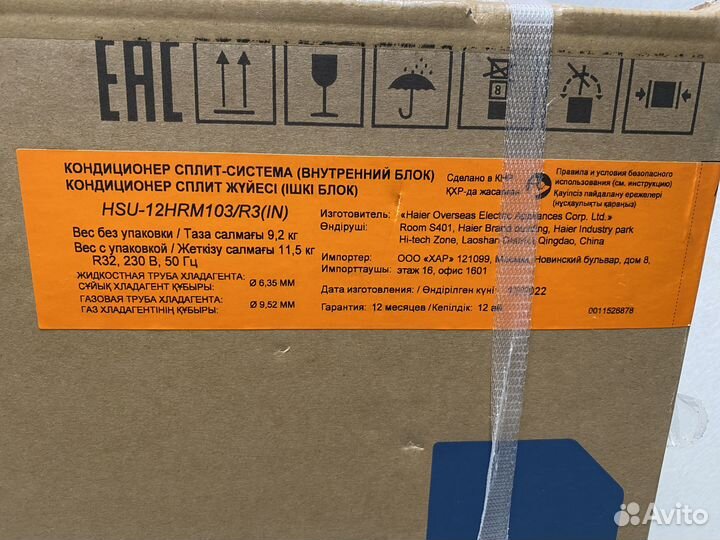 EAC
8
КОНДИЦИОНЕР СПЛИТ-СИСТЕМА (ВНУТРЕННИЙ БЛОК)
КОНДИЦИОНЕР СПЛИТ ЖҮЙЕСІ (ІШКІ БЛОК)
HSU-12HRM103/R3(IN)
Вес без упаковки / Таза салмағы 9,2 кг
Вес с упаковкой / Жеткізу салмағы 11,5 кг
R32, 230 В, 50 Гц
ЖИДКОСТНАЯ ТРУБА ХЛАДАГЕНТА:
СҰЙЫҚ ХЛАДАГЕНТ ҚҰБЫРЫ: Ø 6,35 ММ
ГАЗОВАЯ ТРУБА ХЛАДАГЕНТА:
ГАЗ ХЛАДАГЕНТІНІҢ ҚҰБЫРЫ: Ø 9,52 ММ
Сделано в КНР
ҚХР-да жасалған
Правила и условия безопасного
использования (см. инструкцию)
Қауіпсіз пайдалану ережелері
(нұсқаулықты қараңыз)
Изготовитель: «Haier Overseas Electric Appliances Corp. Ltd.»
Өндіруші: Room S401, Haier Brand building, Haier Industry park
Hi-tech Zone, Laoshan District, Qingdao, China
Импортер: ООО «ХАР» 121099, Москва, Новинский бульвар, дом 8,
Импорттаушы: этаж 16, офис 1601
Дата изготовления / Өндірілген күні
Гарантия: 12 месяцев / Кепілдік: 12 ай
0011528878
Avito